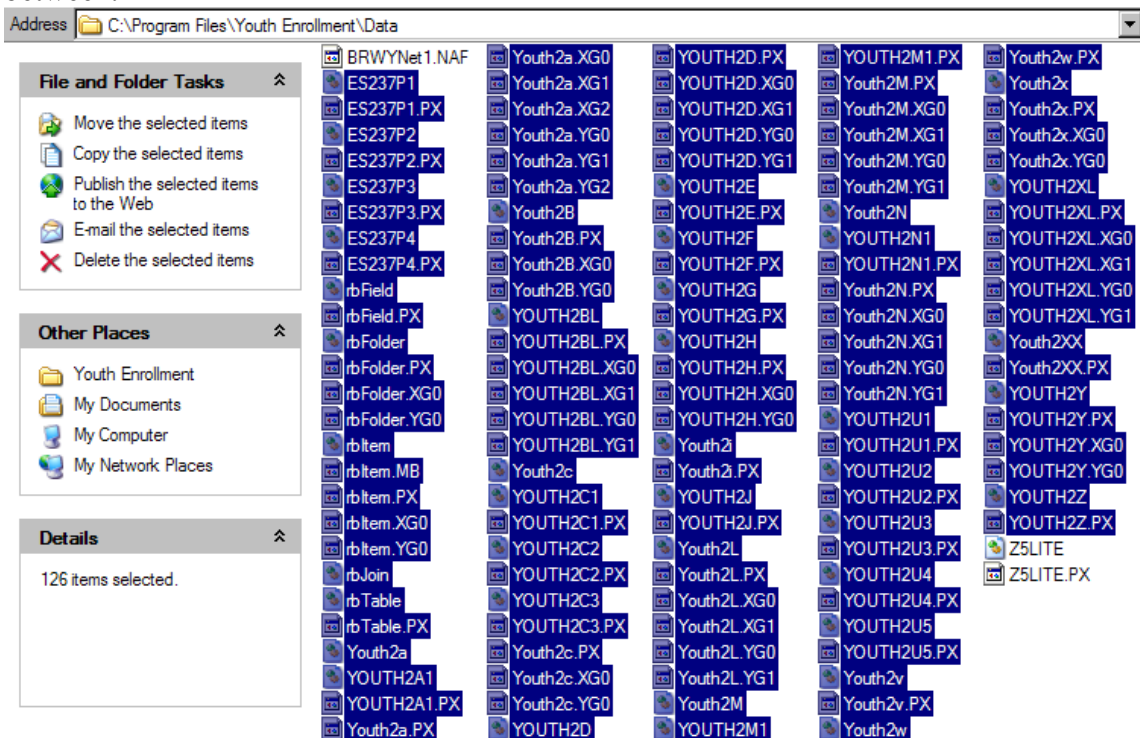 Address C:\Program Files\Youth Enrollment\Data
File and Folder Tasks
Move the selected items
Copy the selected items
Publish the selected items
to the Web
E-mail the selected items
Delete the selected items
Other Places
Youth Enrollment
My Documents
My Computer
My Network Places
Details
126 items selected.
BRWYNet1.NAF
ES237P1
ES237P1.PX
ES237P2
ES237P2.PX
ES237P3
ES237P3.PX
ES237P4
ES237P4.PX
rbField
rbField.PX
rbFolder
rbFolder.PX
rbFolder.XG0
rbFolder.YG0
rbItem
rbItem.MB
rbItem.PX
rbItem.XG0
rbItem.YG0
rbJoin
rbTable
rbTable.PX
Youth2a
YOUTH2A1
YOUTH2A1.PX
Youth2a.PX
Youth2a.XG0
Youth2a.XG1
Youth2a.XG2
Youth2a.YG0
Youth2a.YG1
Youth2a.YG2
Youth2B
Youth2B.PX
Youth2B.XG0
Youth2B.YG0
YOUTH2BL
YOUTH2BL.PX
YOUTH2BL.XG0
YOUTH2BL.XG1
YOUTH2BL.YG0
YOUTH2BL.YG1
Youth2c
YOUTH2C1
YOUTH2C1.PX
YOUTH2C2
YOUTH2C2.PX
YOUTH2C3
YOUTH2C3.PX
Youth2c.PX
Youth2c.XG0
Youth2c.YG0
YOUTH2D
YOUTH2D.PX
YOUTH2D.XG0
YOUTH2D.XG1
YOUTH2D.YG0
YOUTH2D.YG1
YOUTH2E
YOUTH2E.PX
YOUTH2F
YOUTH2F.PX
YOUTH2G
YOUTH2G.PX
YOUTH2H
YOUTH2H.PX
YOUTH2H.XG0
YOUTH2H.YG0
Youth2i
Youth2i.PX
YOUTH2J
YOUTH2J.PX
Youth2L
Youth2L.PX
Youth2L.XG0
Youth2L.XG1
Youth2L.YG0
Youth2L.YG1
Youth2M
YOUTH2M1
YOUTH2M1.PX
Youth2M.PX
Youth2M.XG0
Youth2M.XG1
Youth2M.YG0
Youth2M.YG1
Youth2N
YOUTH2N1
YOUTH2N1.PX
Youth2N.PX
Youth2N.XG0
Youth2N.XG1
Youth2N.YG0
Youth2N.YG1
YOUTH2U1
YOUTH2U1.PX
YOUTH2U2
YOUTH2U2.PX
YOUTH2U3
YOUTH2U3.PX
YOUTH2U4
YOUTH2U4.PX
YOUTH2U5
YOUTH2U5.PX
Youth2v
Youth2v.PX
Youth2w
Youth2w.PX
Youth2x
Youth2x.PX
Youth2x.XG0
Youth2x.YG0
YOUTH2XL
YOUTH2XL.PX
YOUTH2XL.XG0
YOUTH2XL.XG1
YOUTH2XL.YG0
YOUTH2XL.YG1
Youth2XX
Youth2XX.PX
YOUTH2Y
YOUTH2Y.PX
YOUTH2Y.XG0
YOUTH2Y.YG0
YOUTH2Z
YOUTH2Z.PX
Z5LITE
Z5LITE.PX